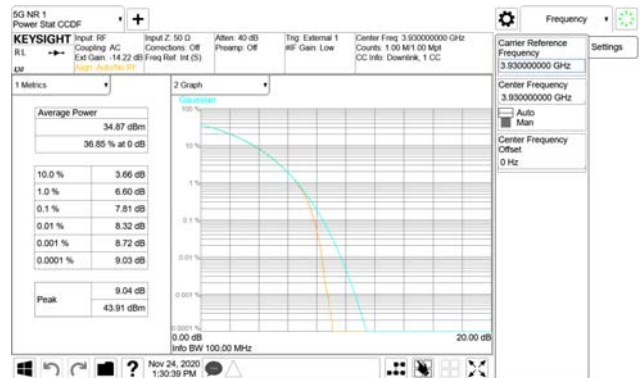 5G NR 1
Power Stat CCDF
KEYSIGHT
Input: RF
Coupling: AC
Ext Gain: -14.22 dB
Align: Auto/No RF
RL
Input Z: 50 Ω
Corrections: Off
Freq Ref: Int (S)
Atten: 40 dB
Preamp: Off
Trig: External 1
#IF Gain: Low
Center Freq: 3.930000000 GHz
Counts: 1.00 M/1.00 Mpt
CC Info: Downlink, 1 CC
1 Metrics
Average Power
34.87 dBm
36.85 % at 0 dB
10.0 % 3.66 dB
1.0 % 6.60 dB
0.1 % 7.81 dB
0.01 % 8.32 dB
0.001 % 8.72 dB
0.0001 % 9.03 dB
Peak
9.04 dB
43.91 dBm
2 Graph
Gaussian
100 %
10 %
1 %
0.1 %
0.01 %
0.001 %
0.0001 %
0.00 dB
20.00 dB
Info BW 100.00 MHz
Frequency
Settings
Carrier Reference
Frequency
3.930000000 GHz
Center Frequency
3.930000000 GHz
Auto
Man
Center Frequency
Offset
0 Hz
Nov 24, 2020
1:30:39 PM